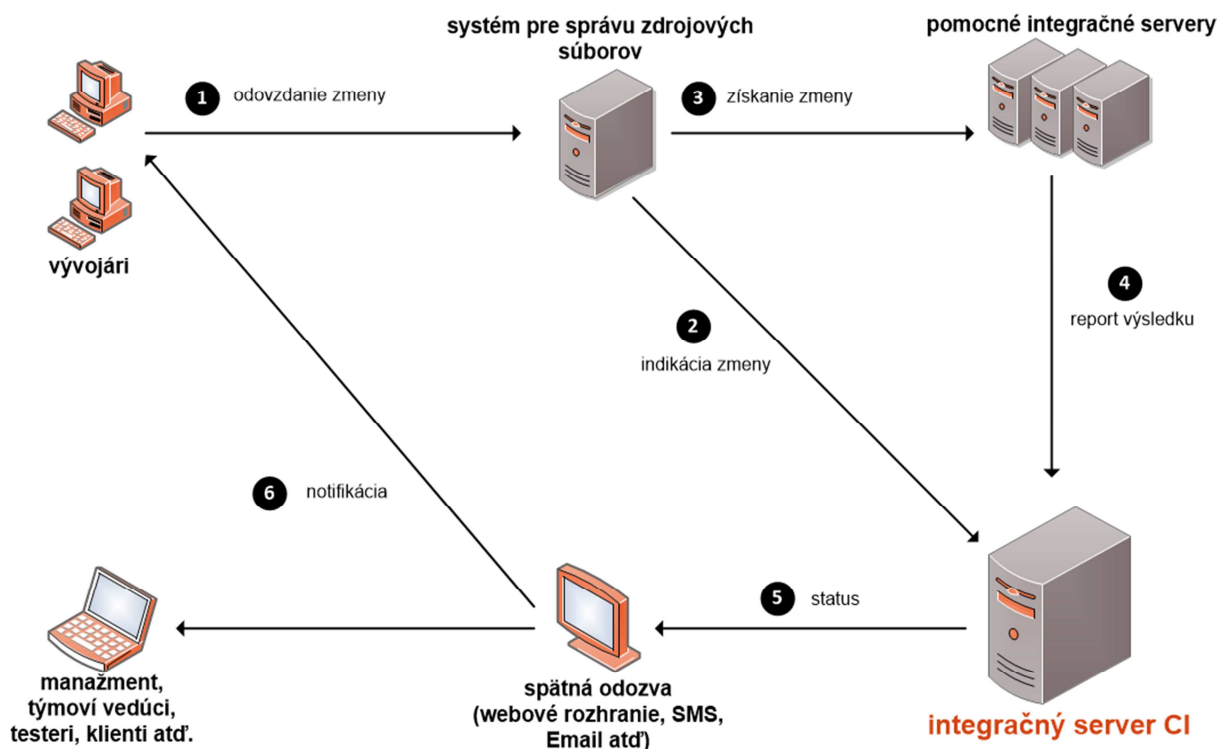 systém pre správu zdrojových
súborov
pomocné integračné servery
1 odovzdanie zmeny
3 získanie zmeny
vývojári
2
indikácia zmeny
4
report výsledku
6 notifikácia
5 status
manažment,
týmoví vedúci,
testeri, klienti atď.
spätná odozva
(webové rozhranie, SMS,
Email atď)
integračný server CI